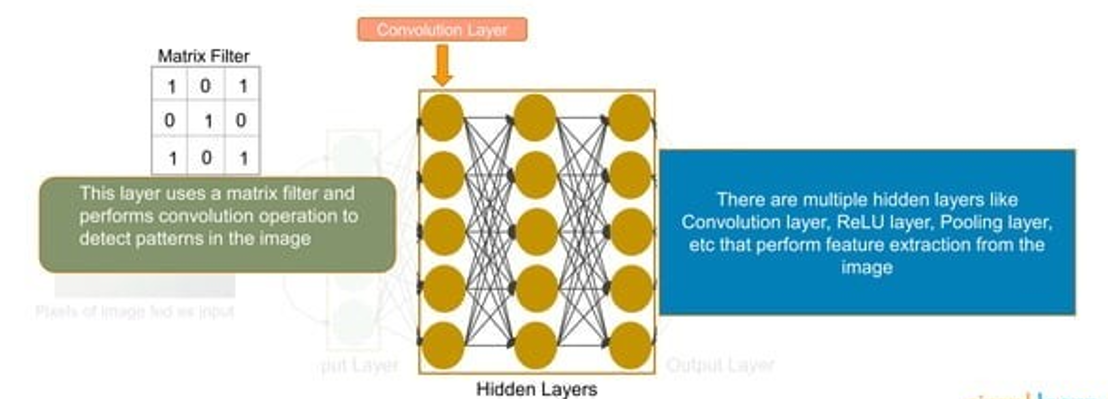 Convolution Layer
Matrix Filter
1 0 1
0 1 0
1 0 1
This layer uses a matrix filter and
performs convolution operation to
detect patterns in the image
There are multiple hidden layers like
Convolution layer, ReLU layer, Pooling layer,
etc that perform feature extraction from the
image
Pixels of image fed as input
put Layer
Output Layer
Hidden Layers